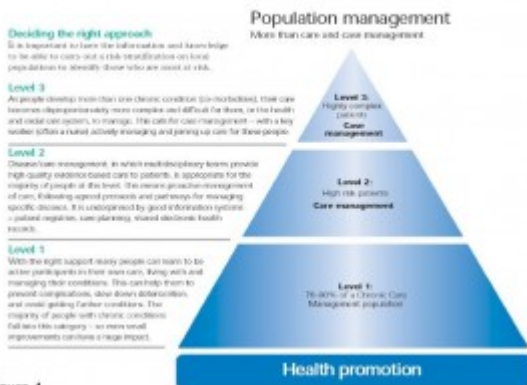 Population management
More than care and case management
Deciding the right approach
It is important to have the information and knowledge
to be able to carry out a risk stratification on local
populations to identify those who are most at risk.
Level 3
As people develop more than one chronic condition (co-morbidities), their care
becomes disproportionately more complex and difficult for them, or the health
and social care system, to manage. This calls for case management – with a key
worker (often a nurse) actively managing and joining up care for these people.
Level 2
Disease/care management, in which multidisciplinary teams provide
high quality evidence based care to patients, is appropriate for the
majority of people at this level. This means proactive management
of care, following agreed protocols and pathways for managing
specific diseases. It is underpinned by good information systems
– patient registries, care planning, shared electronic health
records.
Level 1
With the right support many people can learn to be
active participants in their own care, living with and
managing their conditions. This can help them to
prevent complications, slow down deterioration,
and avoid getting further conditions. The
majority of people with chronic conditions
fall into this category – so even small
improvements can have a huge impact.
Level 3:
Highly complex
patients
Case
management
Level 2:
High risk patients
Care management
Level 1:
70-80% of a Chronic Care
Management population
Health promotion